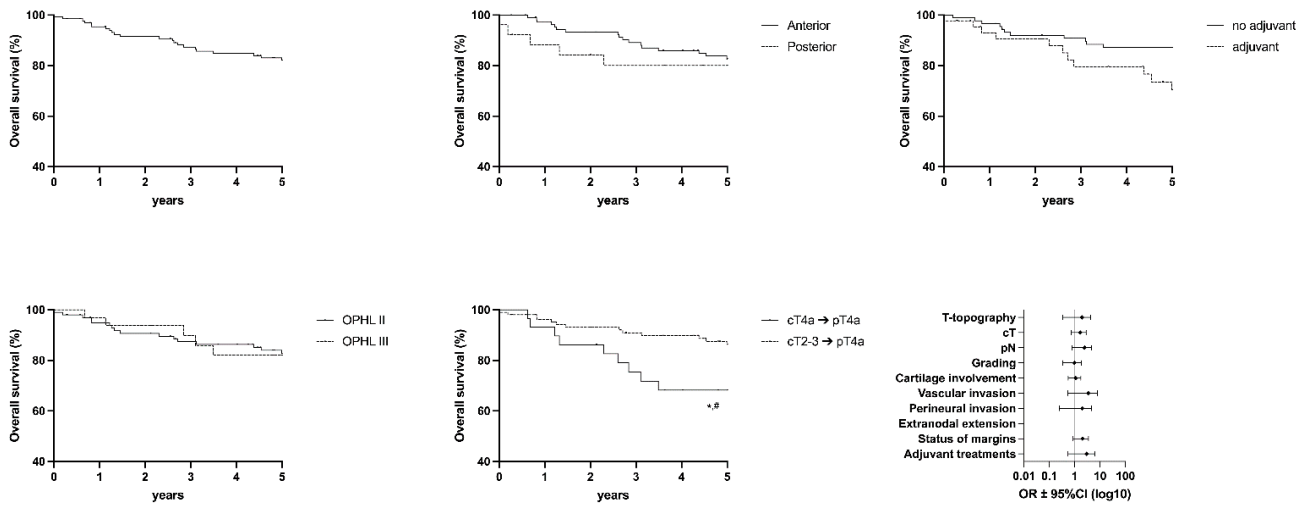 Overall survival (%)
100
80
60
40
0 1 2 3 4 5
years
Overall survival (%)
100
80
60
40
0 1 2 3 4 5
years
Anterior
Posterior
Overall survival (%)
100
80
60
40
0 1 2 3 4 5
years
no adjuvant
adjuvant
Overall survival (%)
100
80
60
40
0 1 2 3 4 5
years
OPHL II
OPHL III
Overall survival (%)
100
80
60
40
0 1 2 3 4 5
years
cT4a ➔ pT4a
cT2-3 ➔ pT4a
*,#
T-topography
cT
pN
Grading
Cartilage involvement
Vascular invasion
Perineural invasion
Extranodal extension
Status of margins
Adjuvant treatments
0.01 0.1 1 10 100
OR ± 95%CI (log10)